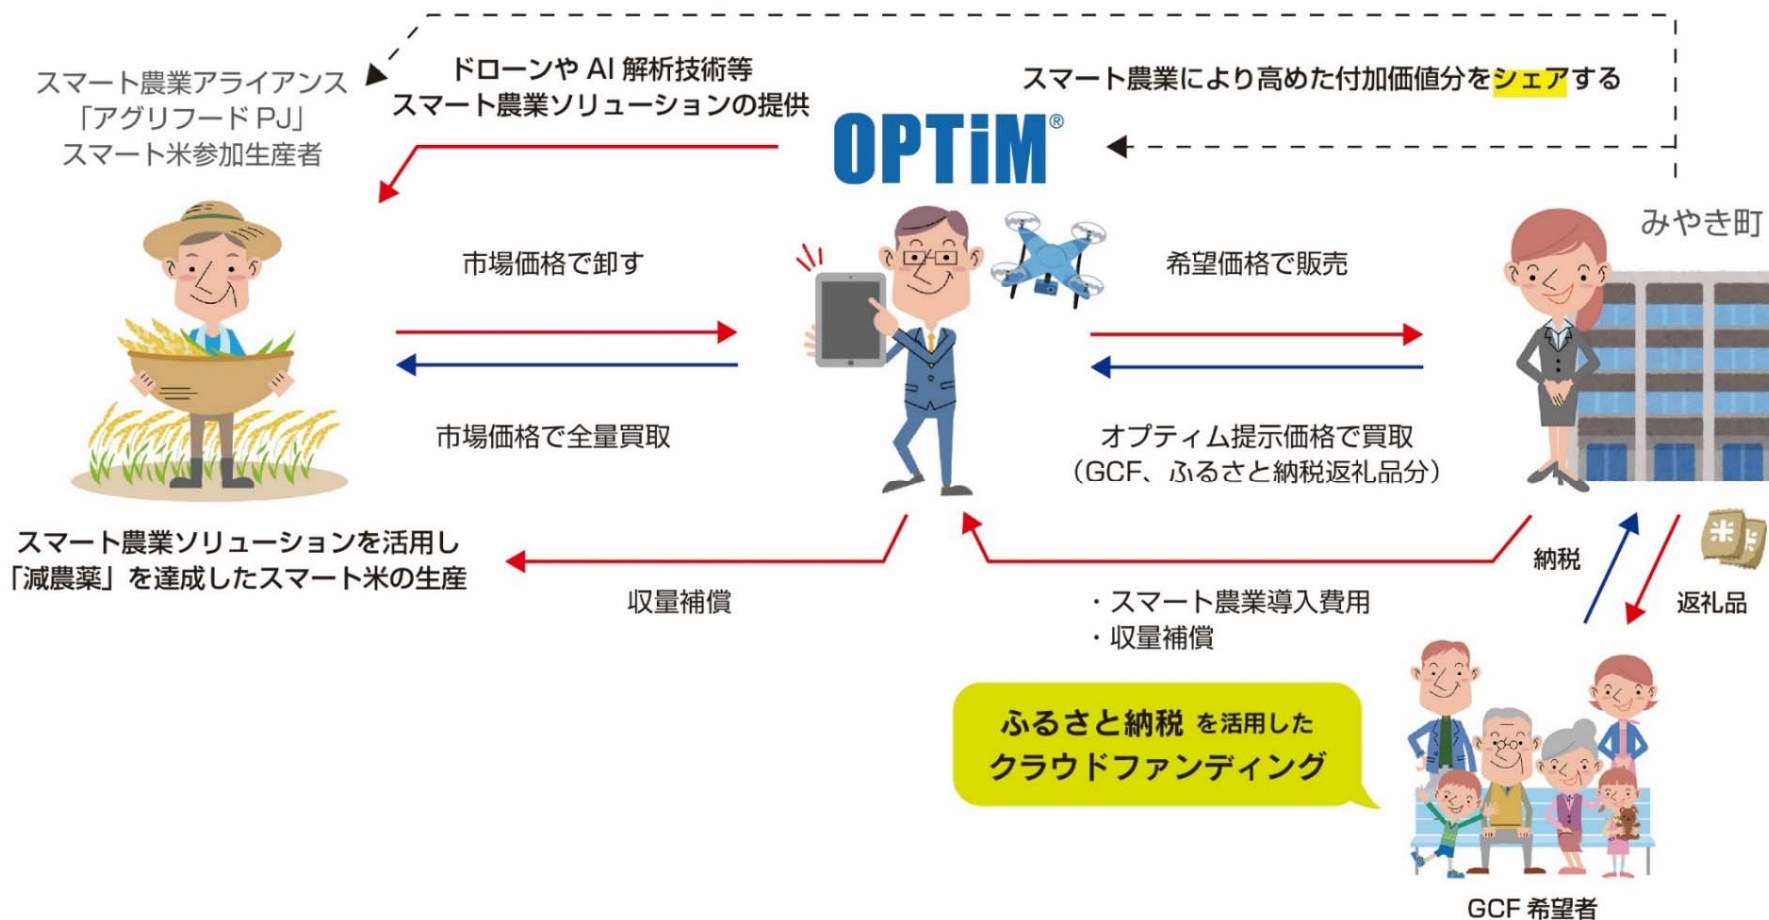 スマート農業アライアンス
「アグリフード PJ」
スマート米参加生産者
ドローンや AI 解析技術等
スマート農業ソリューションの提供
スマート農業により高めた付加価値分をシェアする
OPTiM®
みやき町
市場価格で卸す
希望価格で販売
市場価格で全量買取
オプティム提示価格で買取
（GCF、ふるさと納税返礼品分）
スマート農業ソリューションを活用し
「減農薬」を達成したスマート米の生産
収量補償
・スマート農業導入費用
・収量補償
納税
米
米
返礼品
ふるさと納税 を活用した
クラウドファンディング
GCF 希望者